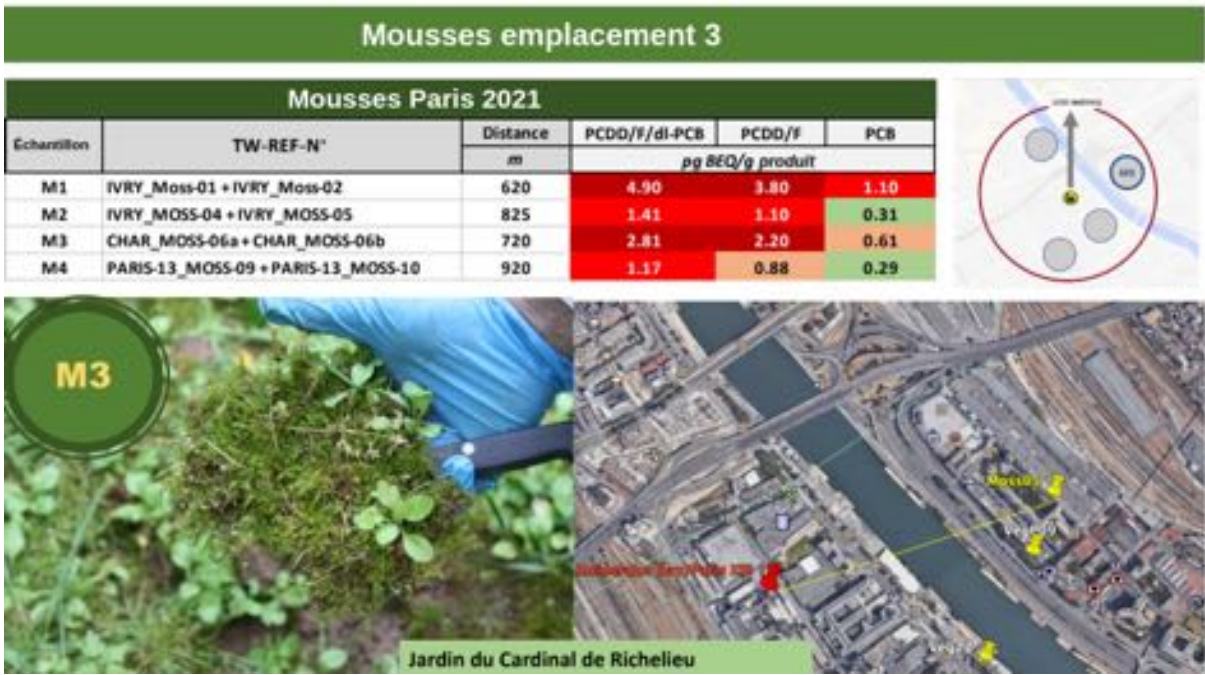 Mousses emplacement 3
Mousses Paris 2021
Échantillon TW-REF-N° Distance PCDD/F/dl-PCB PCDD/F PCB
m pg BEQ/g produit
M1 IVRY_Moss-01 + IVRY_Moss-02 620 4.90 3.80 1.10
M2 IVRY_MOSS-04 + IVRY_MOSS-05 825 1.41 1.10 0.31
M3 CHAR_MOSS-06a + CHAR_MOSS-06b 720 2.81 2.20 0.61
M4 PARIS-13_MOSS-09 + PARIS-13_MOSS-10 920 1.17 0.88 0.29
M3
Jardin du Cardinal de Richelieu